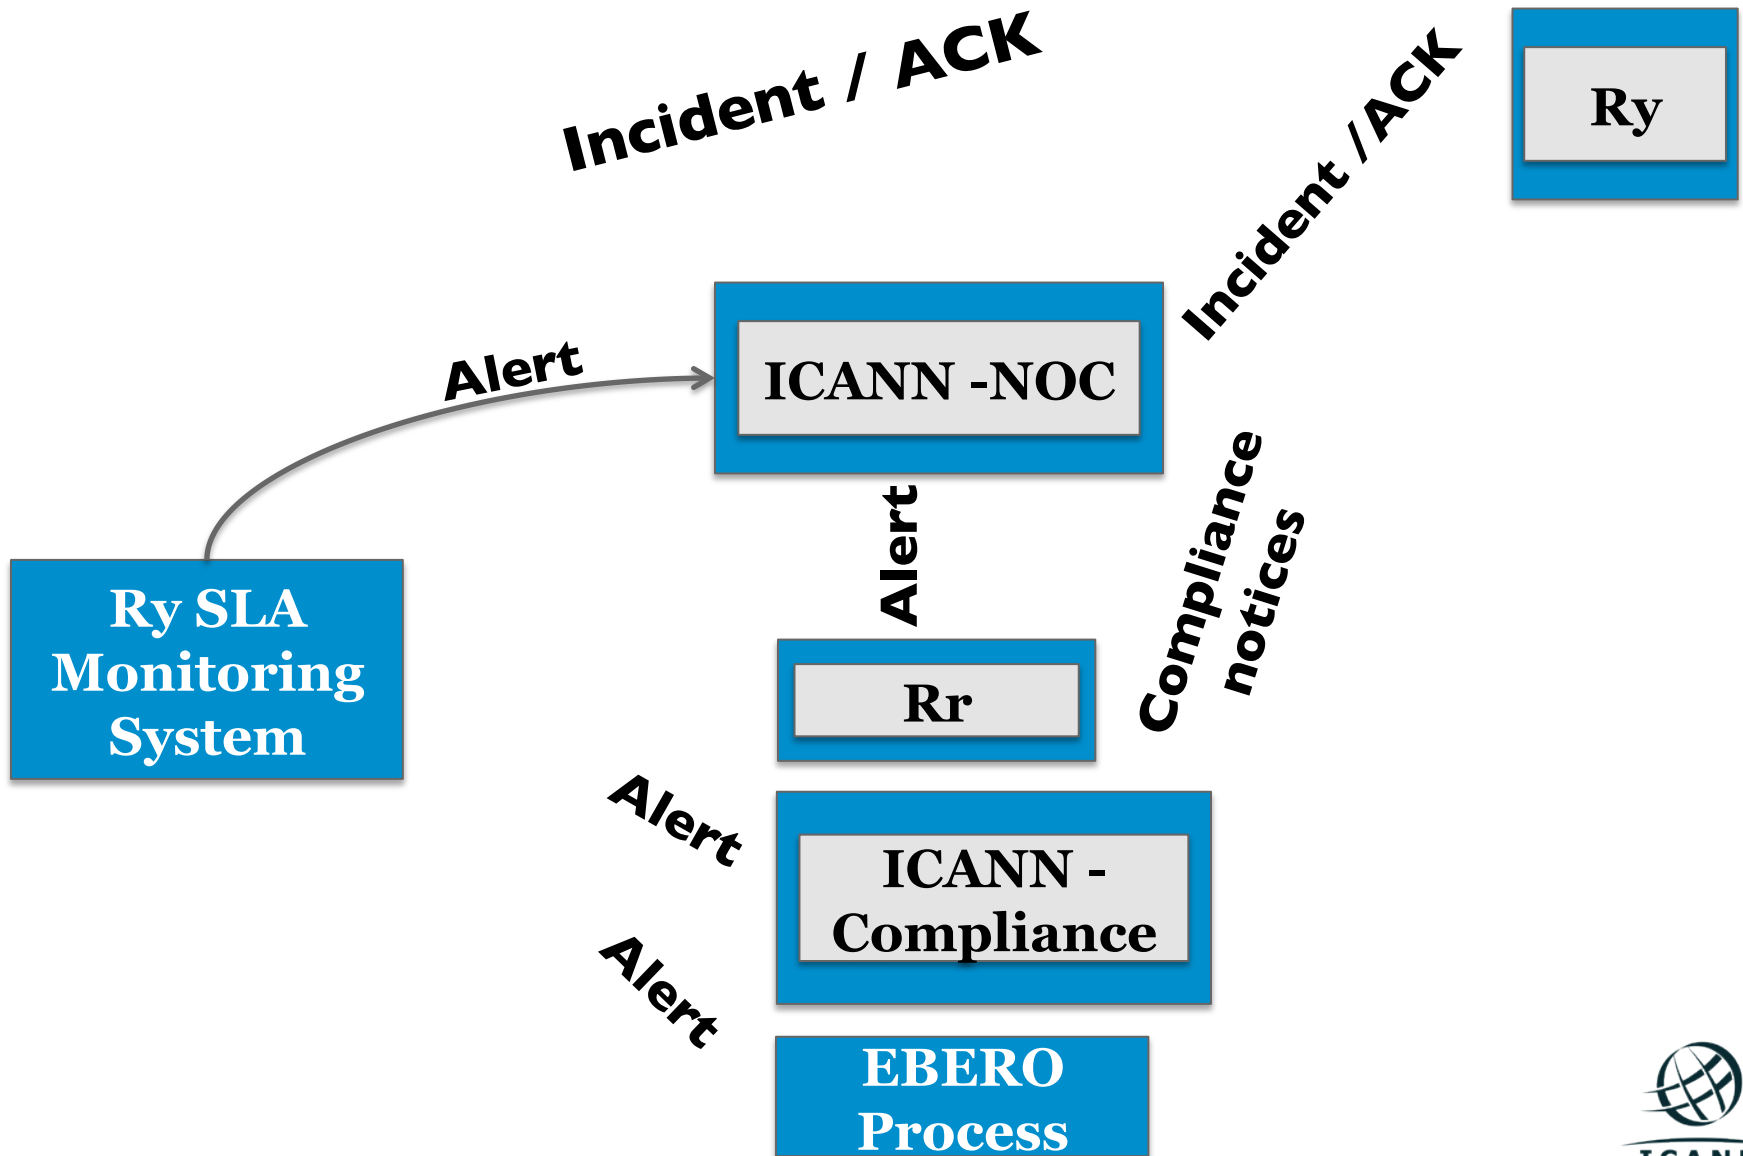 Incident / ACK
Incident / ACK
Ry
Alert
ICANN -NOC
Alert
Compliance
notices
Ry SLA
Monitoring
System
Rr
Alert
ICANN -
Compliance
Alert
EBERO
Process